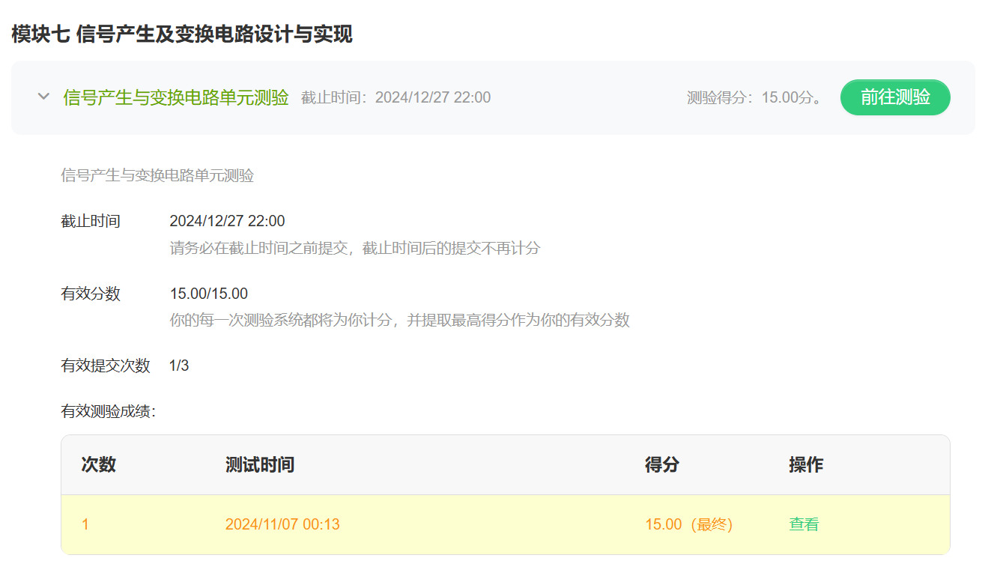 模块七 信号产生及变换电路设计与实现
信号产生与变换电路单元测验 截止时间：2024/12/27 22:00 测验得分：15.00分。 前往测验
信号产生与变换电路单元测验
截止时间 2024/12/27 22:00
请务必在截止时间之前提交，截止时间后的提交不再计分
有效分数 15.00/15.00
你的每一次测验系统都将为你计分，并提取最高得分作为你的有效分数
有效提交次数 1/3
有效测验成绩：
次数 测试时间 得分 操作
1 2024/11/07 00:13 15.00（最终） 查看